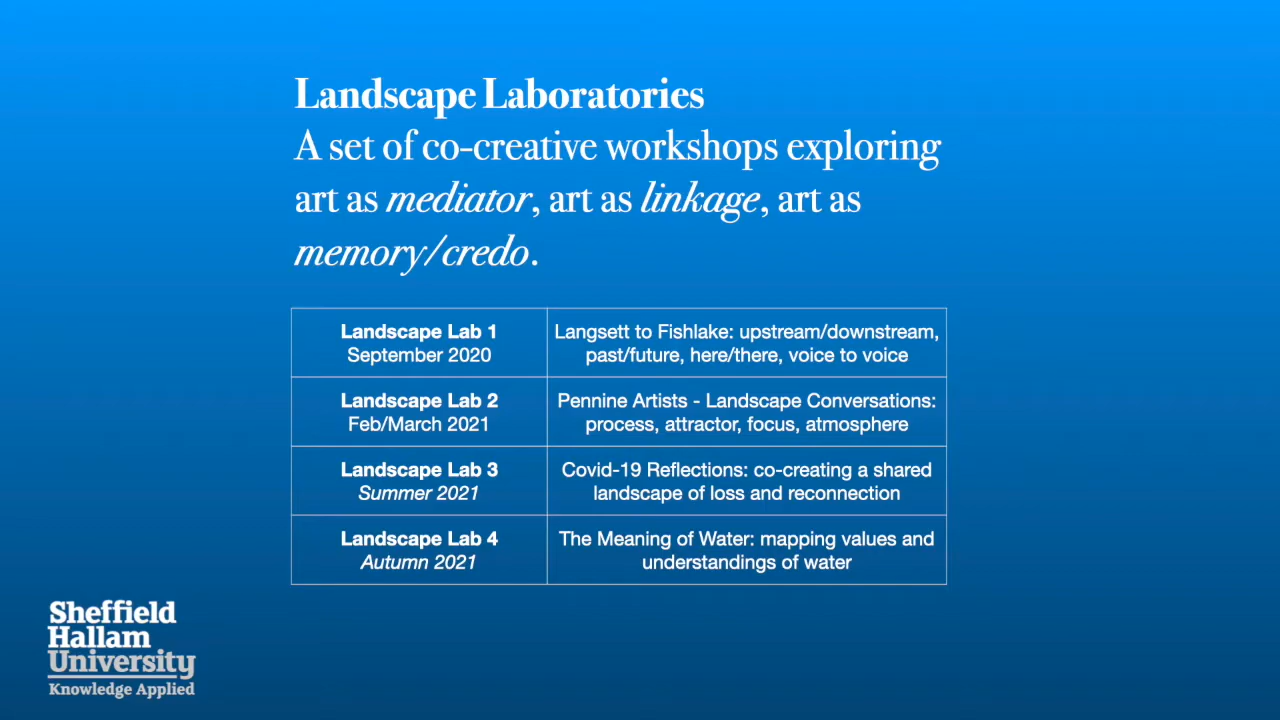 Landscape Laboratories
A set of co-creative workshops exploring
art as mediator, art as linkage, art as
memory/credo.
Landscape Lab 1
September 2020
Langsett to Fishlake: upstream/downstream,
past/future, here/there, voice to voice
Landscape Lab 2
Feb/March 2021
Pennine Artists - Landscape Conversations:
process, attractor, focus, atmosphere
Landscape Lab 3
Summer 2021
Covid-19 Reflections: co-creating a shared
landscape of loss and reconnection
Landscape Lab 4
Autumn 2021
The Meaning of Water: mapping values and
understandings of water
Sheffield
Hallam
University
Knowledge Applied